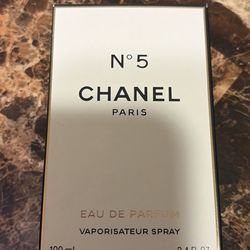 N°5
CHANEL
PARIS
EAU DE PARFUM
VAPORISATEUR SPRAY
100 ml
3.4 fl. oz